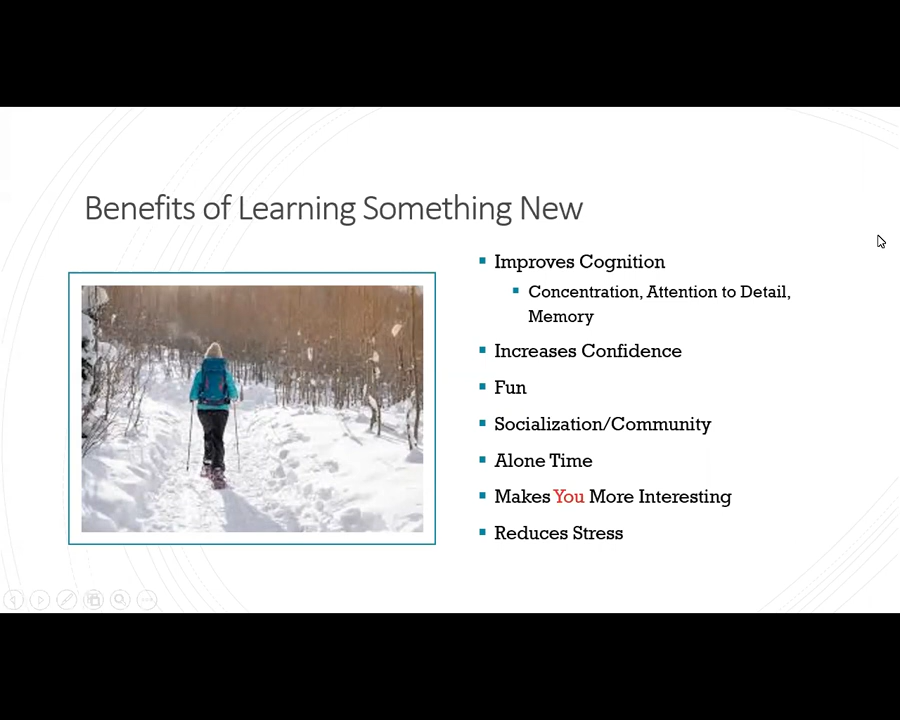 Benefits of Learning Something New
Improves Cognition
Concentration, Attention to Detail,
Memory
Increases Confidence
Fun
Socialization/Community
Alone Time
Makes You More Interesting
Reduces Stress